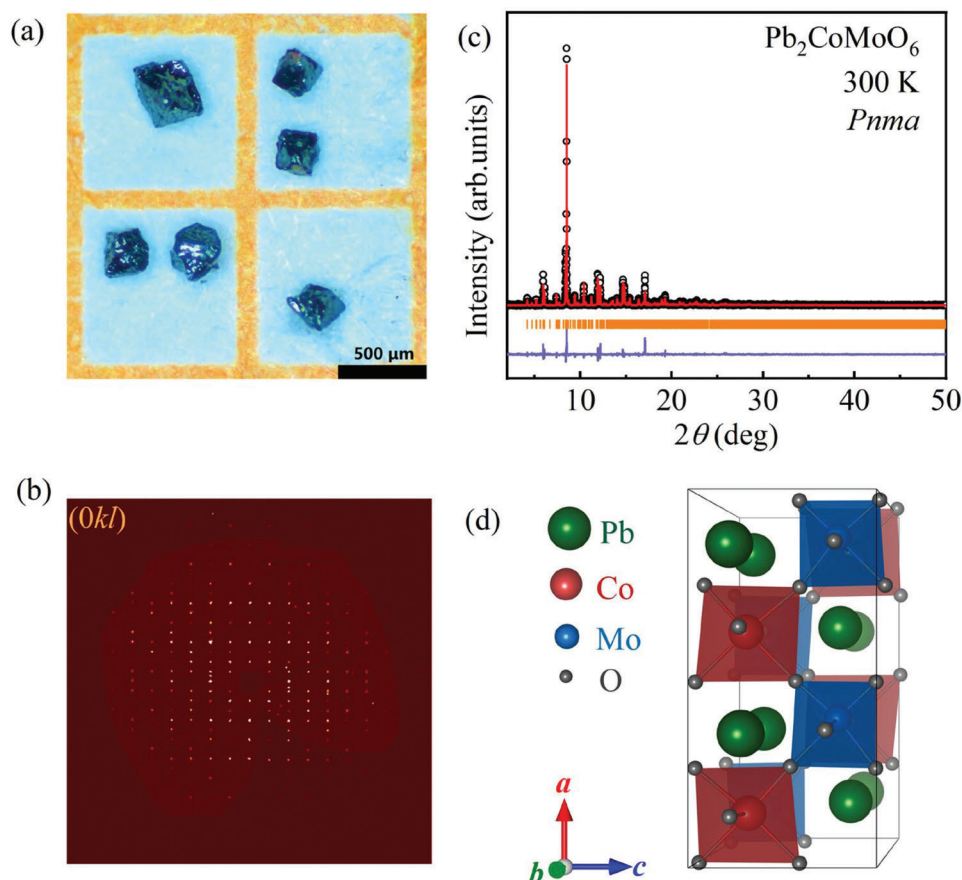 (a)
500 µm
(c)
Pb₂CoMoO₆
300 K
Pnma
Intensity (arb.units)
10 20 30 40 50
2θ (deg)
(b)
(0kl)
(d)
Pb
Co
Mo
O
a
b
c